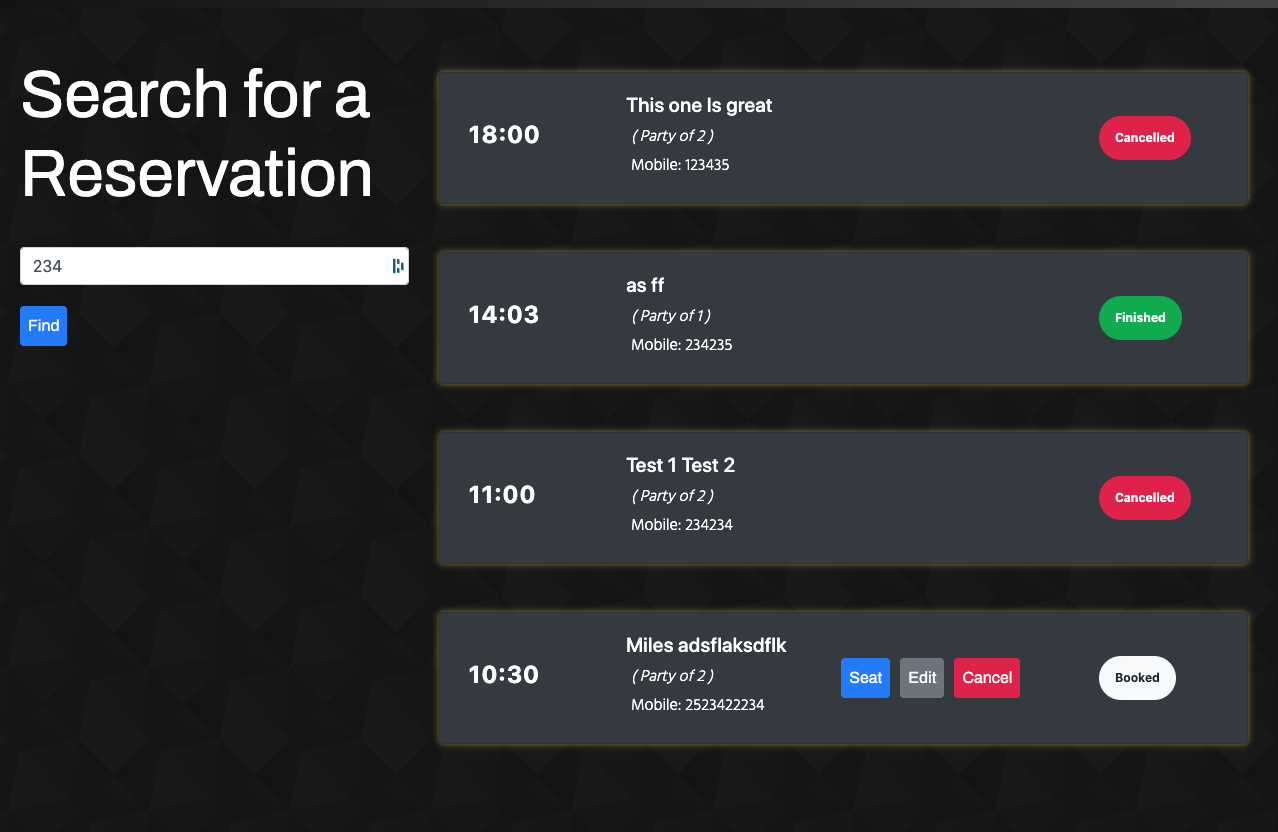 Search for a
Reservation
234
Find
18:00
This one Is great
( Party of 2 )
Mobile: 123435
Cancelled
14:03
as ff
( Party of 1 )
Mobile: 234235
Finished
11:00
Test 1 Test 2
( Party of 2 )
Mobile: 234234
Cancelled
10:30
Miles adsflaksdflk
( Party of 2 )
Mobile: 2523422234
Seat Edit Cancel
Booked